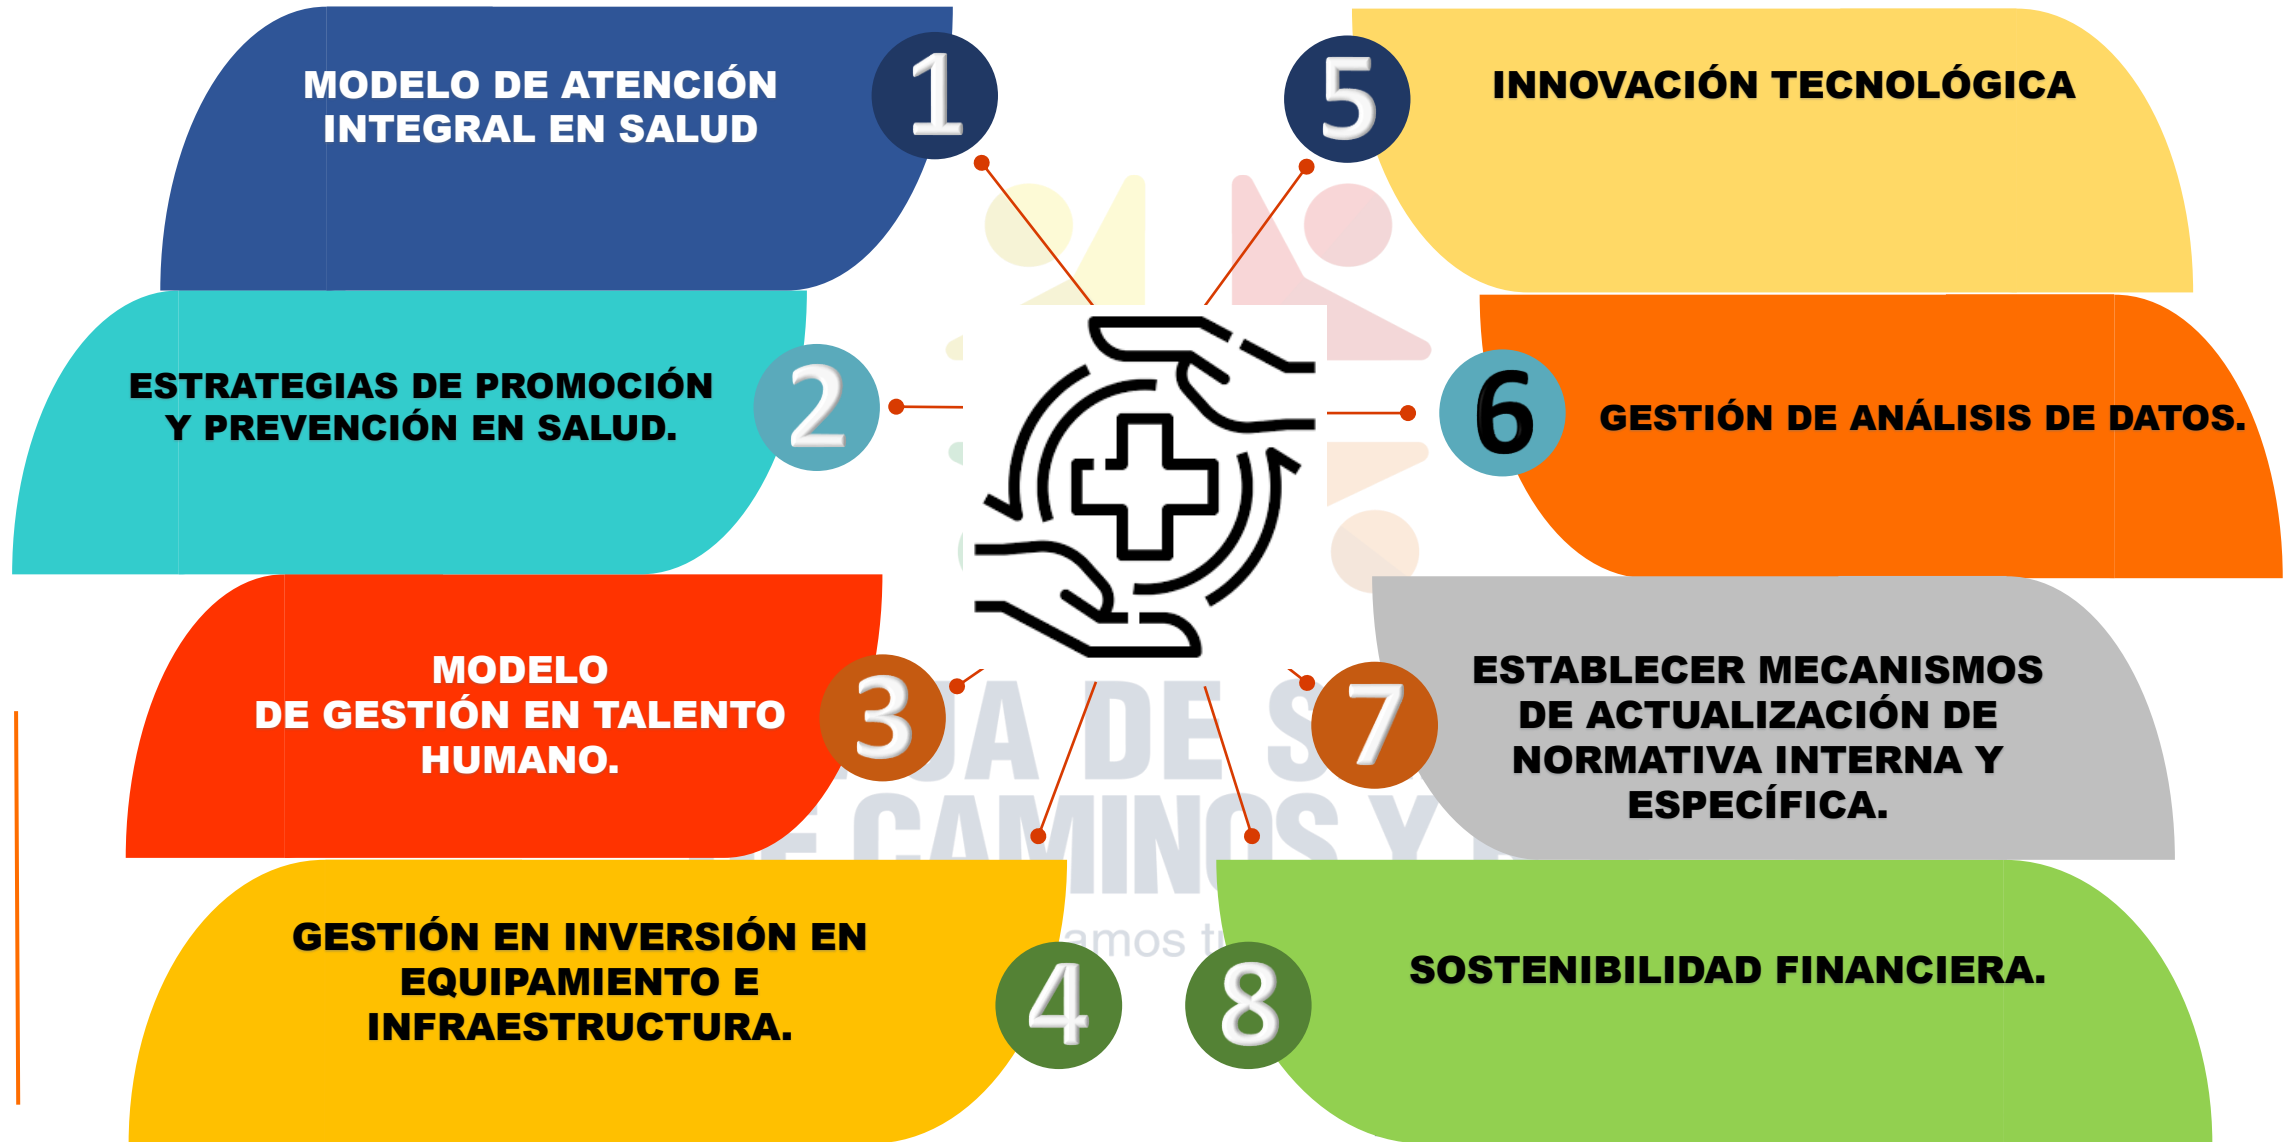 1
MODELO DE ATENCIÓN
INTEGRAL EN SALUD
2
ESTRATEGIAS DE PROMOCIÓN
Y PREVENCIÓN EN SALUD.
3
MODELO
DE GESTIÓN EN TALENTO
HUMANO.
4
GESTIÓN EN INVERSIÓN EN
EQUIPAMIENTO E
INFRAESTRUCTURA.
5
INNOVACIÓN TECNOLÓGICA
6
GESTIÓN DE ANÁLISIS DE DATOS.
7
ESTABLECER MECANISMOS
DE ACTUALIZACIÓN DE
NORMATIVA INTERNA Y
ESPECÍFICA.
8
SOSTENIBILIDAD FINANCIERA.
DE
CAMINOS Y